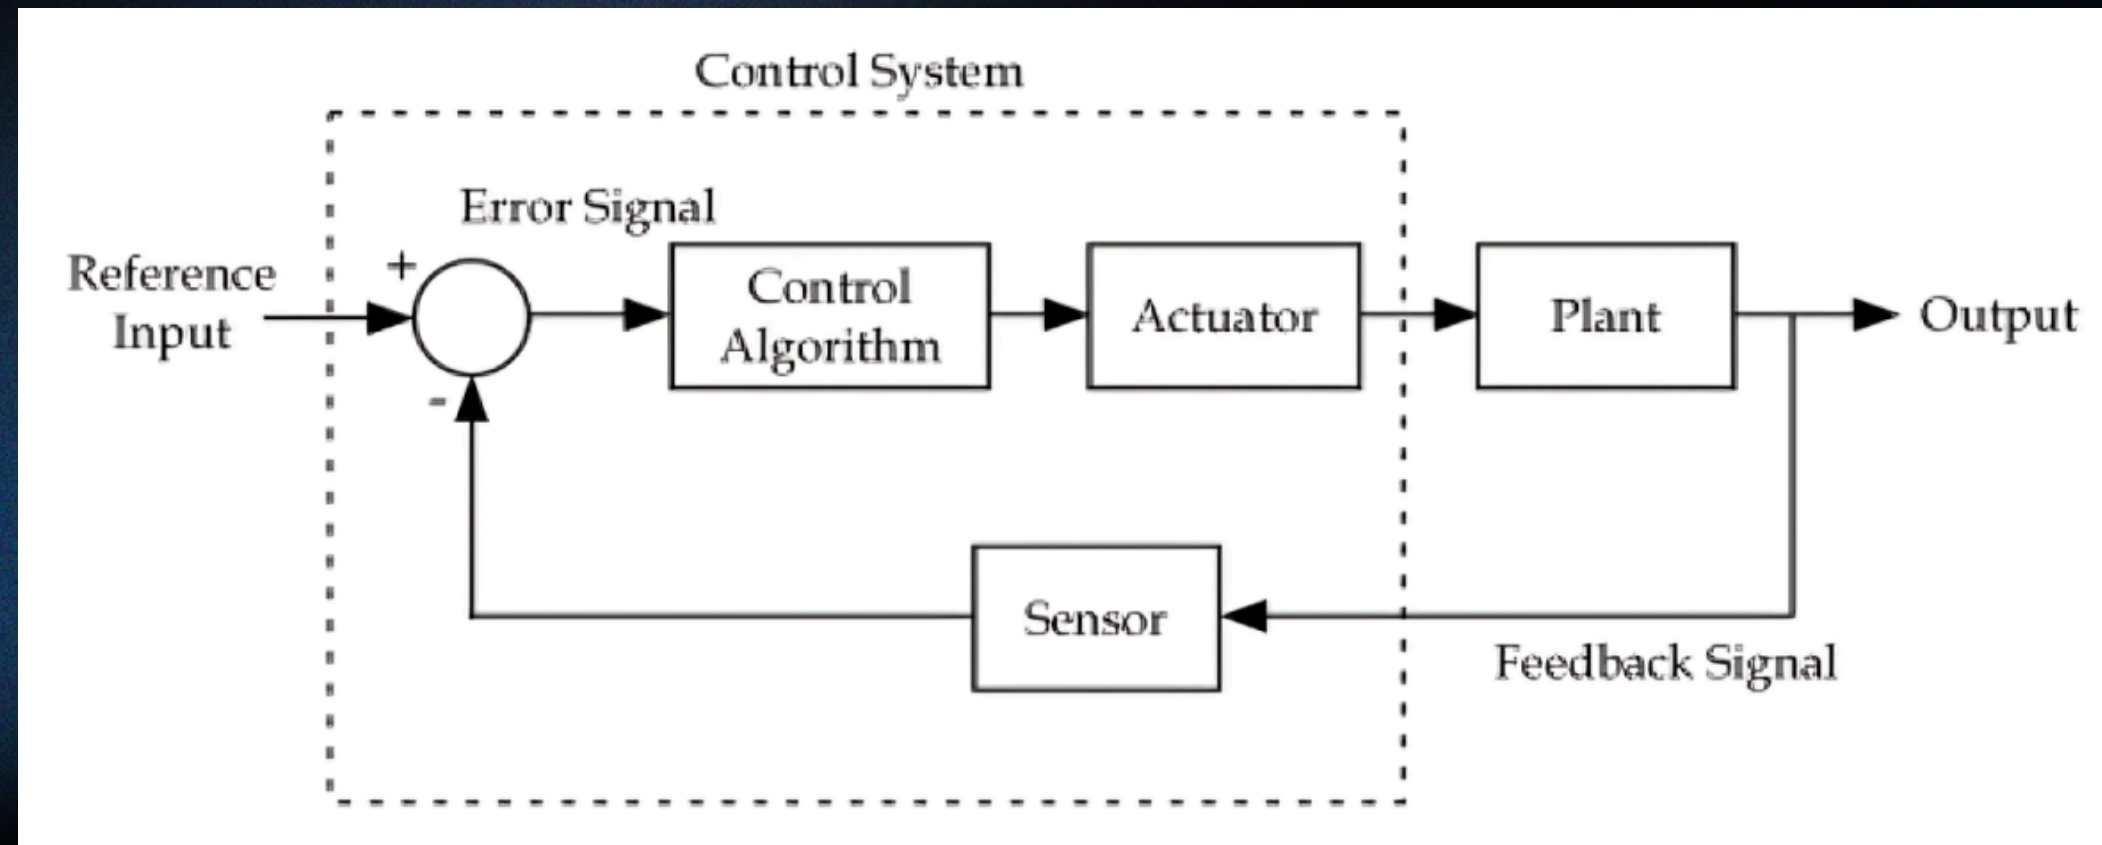 Control System
Error Signal
Reference
Input
+
-
Control
Algorithm
Actuator
Plant
Output
Sensor
Feedback Signal